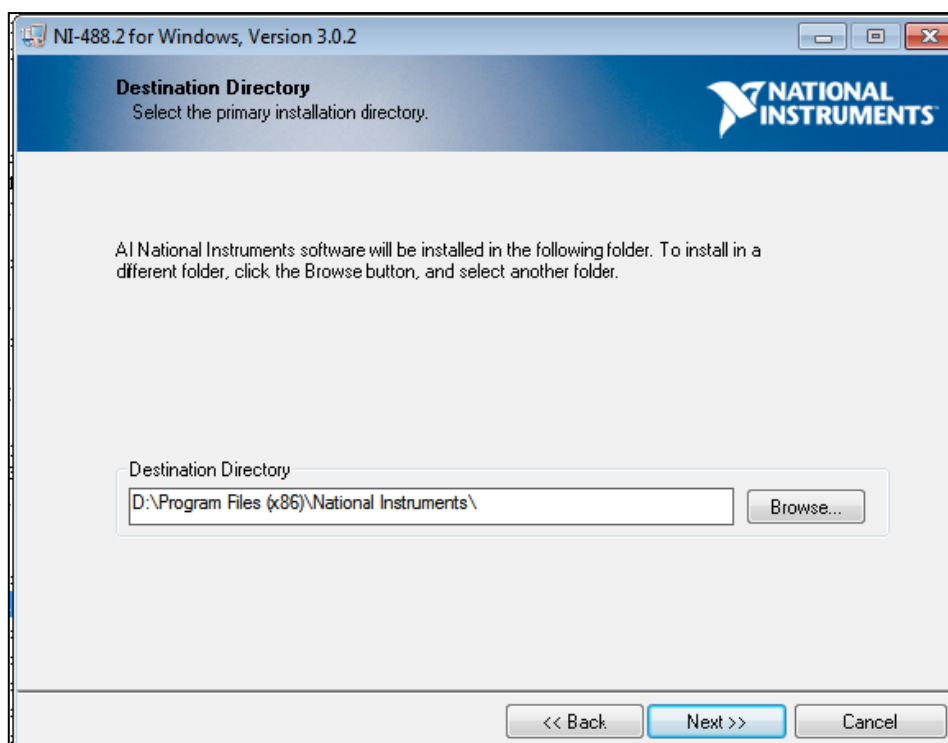 NI-488.2 for Windows, Version 3.0.2
Destination Directory
Select the primary installation directory.
NATIONAL
INSTRUMENTS
Al National Instruments software will be installed in the following folder. To install in a
different folder, click the Browse button, and select another folder.
Destination Directory
D:\Program Files (x86)\National Instruments\
Browse...
<< Back
Next >>
Cancel